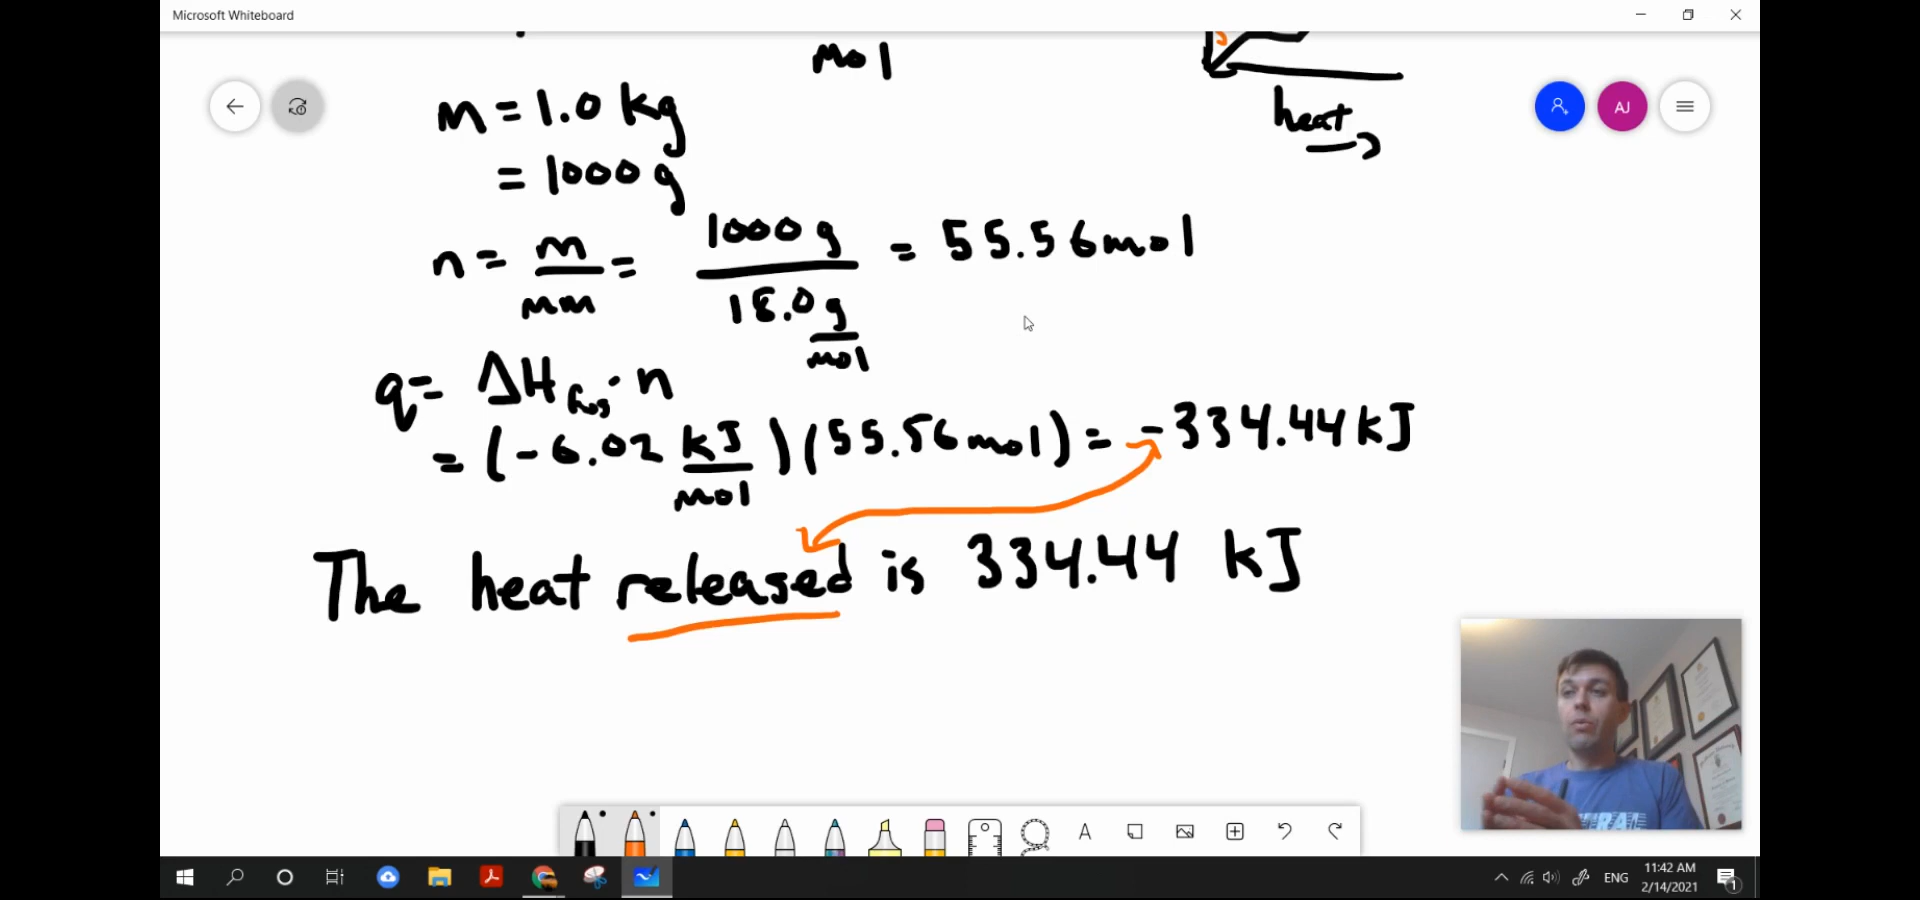 Microsoft Whiteboard
mol
m = 1.0 kg
= 1000 g
heat
AJ
n = m/mm = 1000 g / 18.0 g/mol = 55.56 mol
q = ΔHfus · n
= (-6.02 kJ/mol)(55.56 mol) = -334.44 kJ
The heat released is 334.44 kJ
A
ENG
11:42 AM
2/14/2021
1